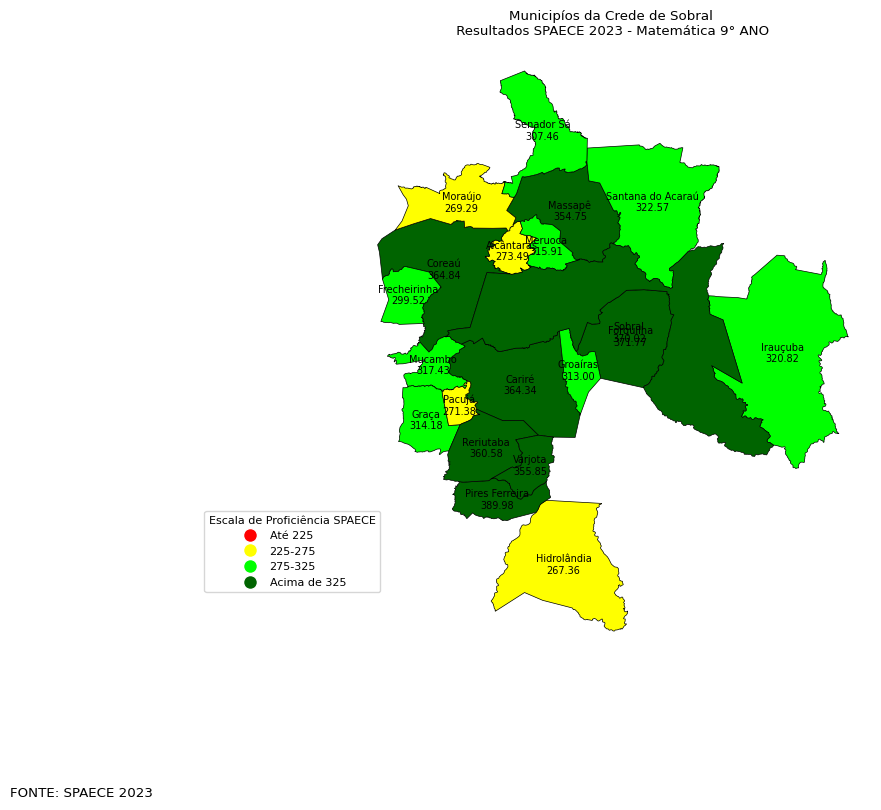 Municipíos da Crede de Sobral
Resultados SPAECE 2023 - Matemática 9° ANO
Senador Sá
307.46
Moraújo
269.29
Massapê
354.75
Santana do Acaraú
322.57
Alcântaras
273.49
Meruoca
315.91
Coreaú
364.84
Frecheirinha
299.52
Sobral
Forquilha
371.77
Irauçuba
320.82
Mucambo
317.43
Groaíras
313.00
Cariré
364.34
Pacujá
271.38
Graça
314.18
Reriutaba
360.58
Varjota
355.85
Pires Ferreira
389.98
Hidrolândia
267.36
Escala de Proficiência SPAECE
Até 225
225-275
275-325
Acima de 325
FONTE: SPAECE 2023